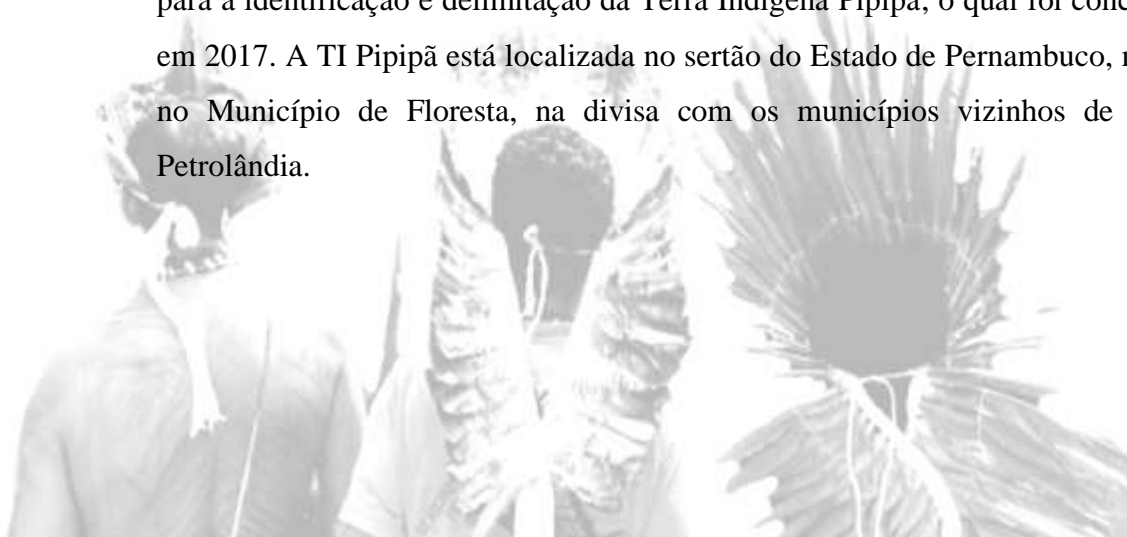 para a identificação e delimitação da Terra Indígena Pipipã, o qual foi
em 2017. A TI Pipipã está localizada no sertão do Estado de Pernambuco,
no Município de Floresta, na divisa com os municípios vizinhos de
Petrolândia.